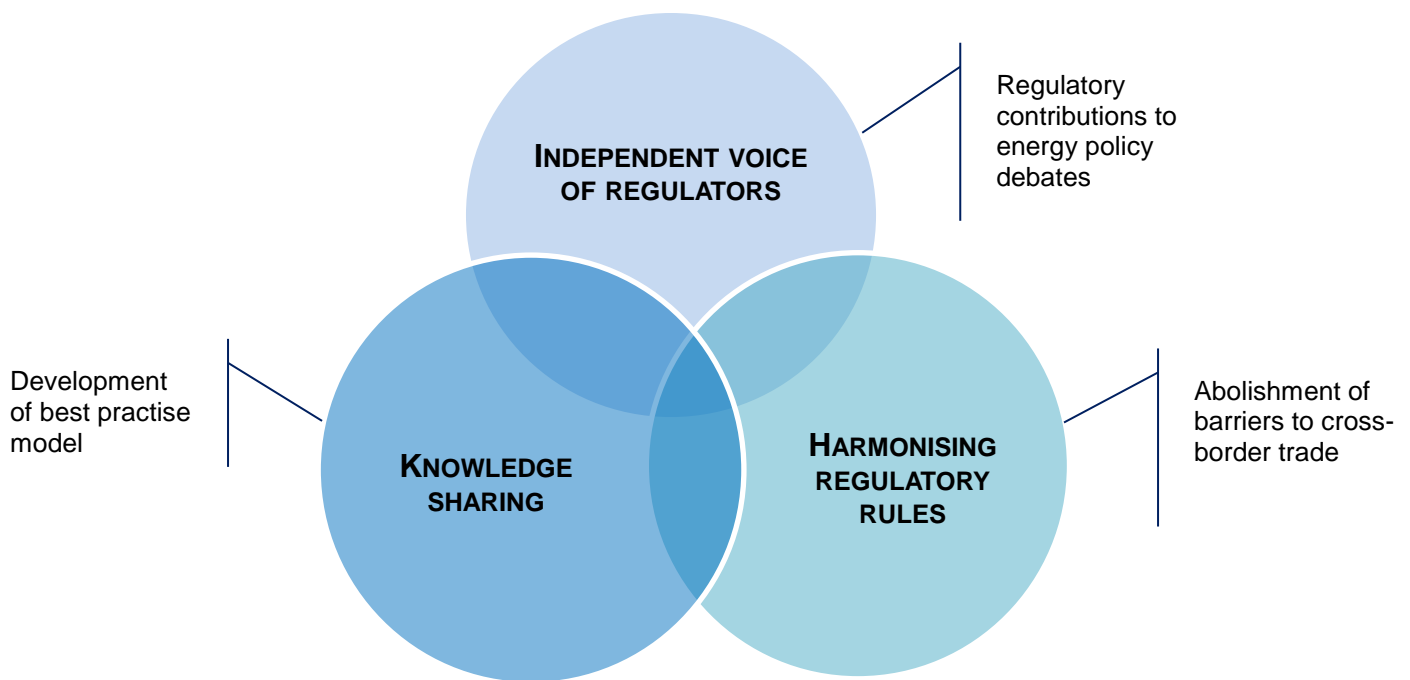 INDEPENDENT VOICE
OF REGULATORS
Regulatory
contributions to
energy policy
debates
Development
of best practise
model
KNOWLEDGE
SHARING
HARMONISING
REGULATORY
RULES
Abolishment of
barriers to cross-
border trade